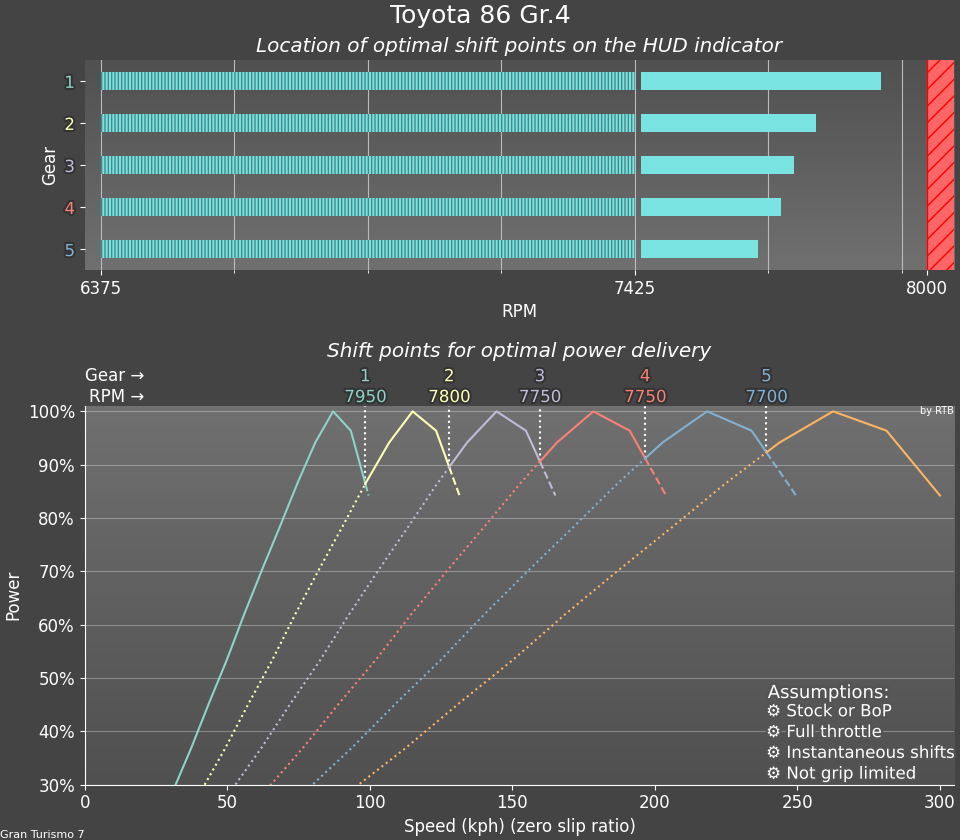 Toyota 86 Gr.4
Location of optimal shift points on the HUD indicator
Gear
1
2
3
4
5
6375 7425 8000
RPM
Shift points for optimal power delivery
Gear → 1 2 3 4 5
RPM → 7950 7800 7750 7750 7700
by RTB
Power
100%
90%
80%
70%
60%
50%
40%
30%
Assumptions:
⚙ Stock or BoP
⚙ Full throttle
⚙ Instantaneous shifts
⚙ Not grip limited
0 50 100 150 200 250 300
Speed (kph) (zero slip ratio)
Gran Turismo 7